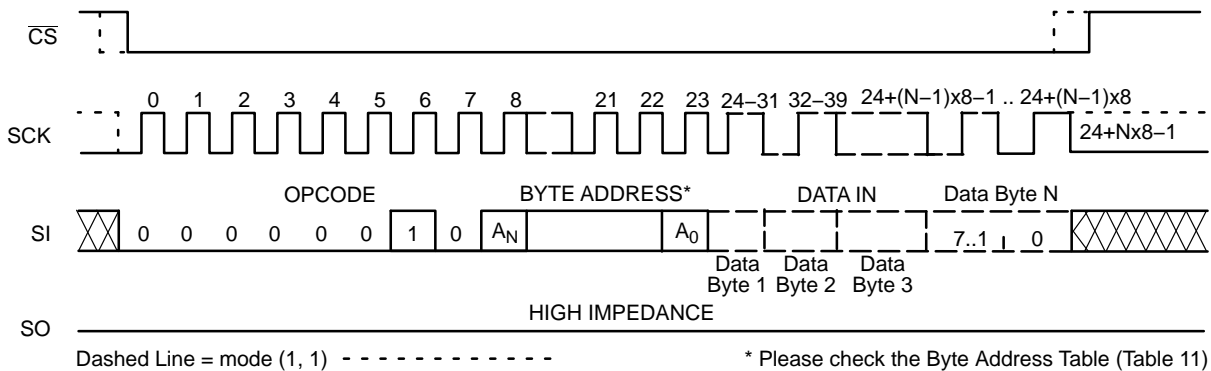 CS
0 1 2 3 4 5 6 7 8 21 22 23 24–31 32–39 24+(N–1)x8–1 .. 24+(N–1)x8
SCK
24+Nx8–1
OPCODE BYTE ADDRESS* DATA IN Data Byte N
SI 0 0 0 0 0 0 1 0 AN A0 7..1 0
Data Byte 1 Data Byte 2 Data Byte 3
HIGH IMPEDANCE
SO
Dashed Line = mode (1, 1) * Please check the Byte Address Table (Table 11)